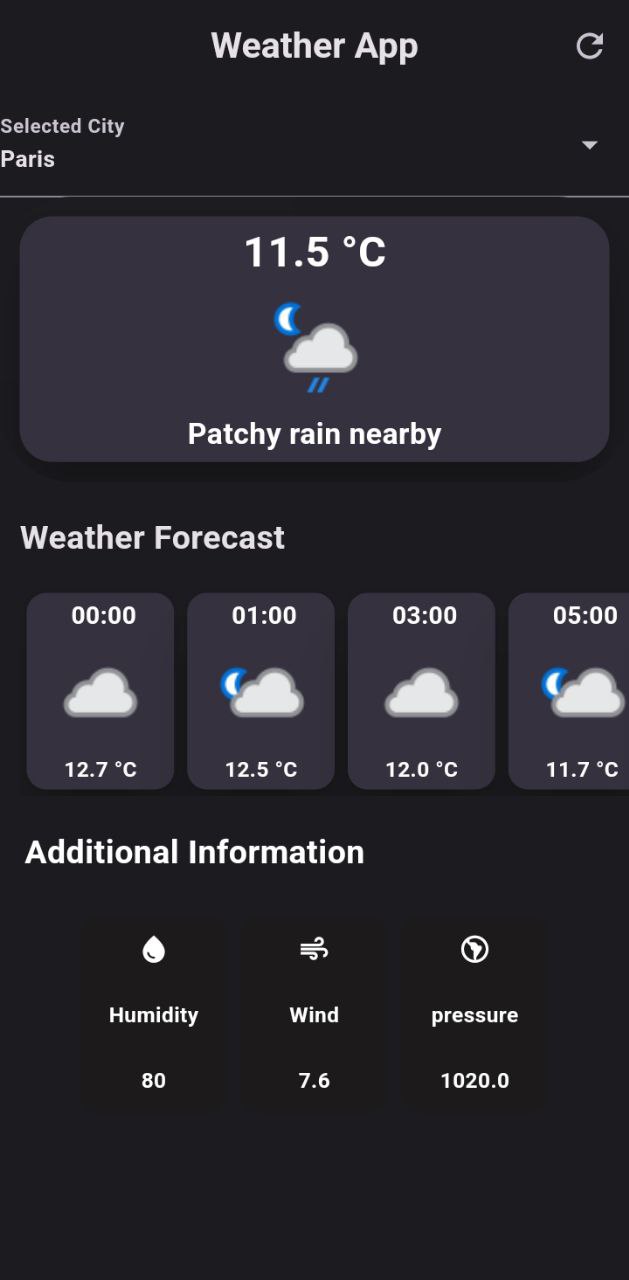 Weather App
Selected City
Paris
11.5 °C
Patchy rain nearby
Weather Forecast
00:00 01:00 03:00 05:00
12.7 °C 12.5 °C 12.0 °C 11.7 °C
Additional Information
Humidity Wind pressure
80 7.6 1020.0